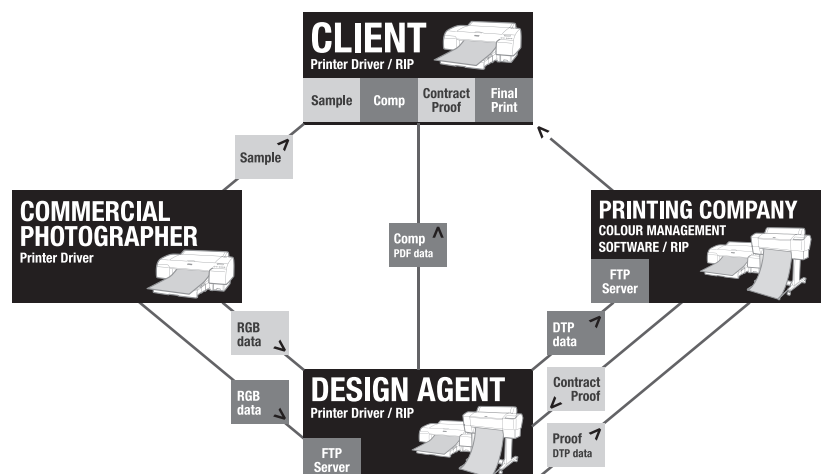 CLIENT
Printer Driver / RIP
Sample
Comp
Contract
Proof
Final
Print
Sample
COMMERCIAL
PHOTOGRAPHER
Printer Driver
Comp
PDF data
PRINTING COMPANY
COLOUR MANAGEMENT
SOFTWARE / RIP
FTP
Server
RGB
data
DTP
data
RGB
data
DESIGN AGENT
Printer Driver / RIP
FTP
Server
Contract
Proof
Proof
DTP data